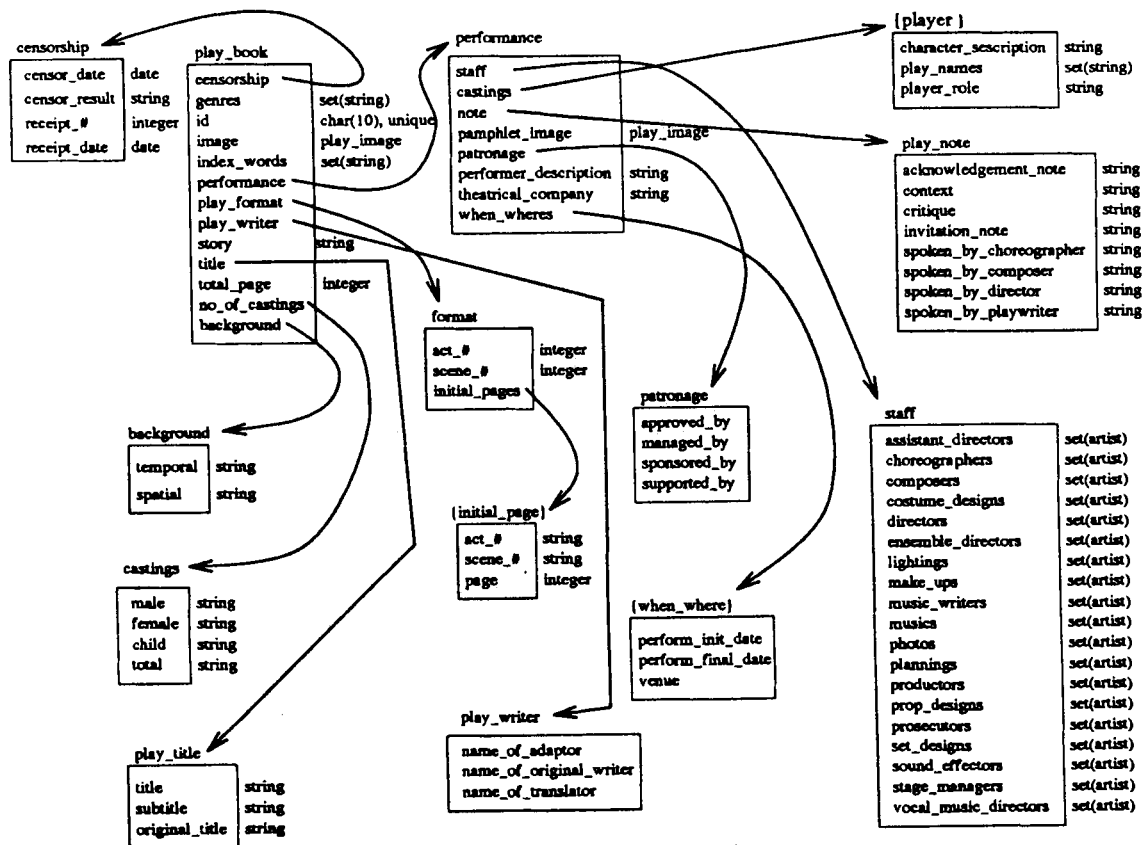 censorship
censor_date date
censor_result string
receipt_# integer
receipt_date date
play_book
censorship
genres set(string)
id char(10), unique
image play_image
index_words set(string)
performance
play_format
play_writer
story string
title
total_page integer
no_of_castings
background
performance
staff
castings
note
pamphlet_image play_image
patronage
performer_description string
theatrical_company string
when_wheres
{player }
character_sescription string
play_names set(string)
player_role string
play_note
acknowledgement_note string
context string
critique string
invitation_note string
spoken_by_choreographer string
spoken_by_composer string
spoken_by_director string
spoken_by_playwriter string
format
act_# integer
scene_# integer
initial_pages
background
temporal string
spatial string
{initial_page}
act_# string
scene_# string
page integer
patronage
approved_by
managed_by
sponsored_by
supported_by
castings
male string
female string
child string
total string
{when_where}
perform_init_date
perform_final_date
venue
play_title
title string
subtitle string
original_title string
play_writer
name_of_adaptor
name_of_original_writer
name_of_translator
staff
assistant_directors set(artist)
choreographers set(artist)
composers set(artist)
costume_designs set(artist)
directors set(artist)
ensemble_directors set(artist)
lightings set(artist)
make_ups set(artist)
music_writers set(artist)
musics set(artist)
photos set(artist)
plannings set(artist)
productors set(artist)
prop_designs set(artist)
prosecutors set(artist)
set_designs set(artist)
sound_effectors set(artist)
stage_managers set(artist)
vocal_music_directors set(artist)